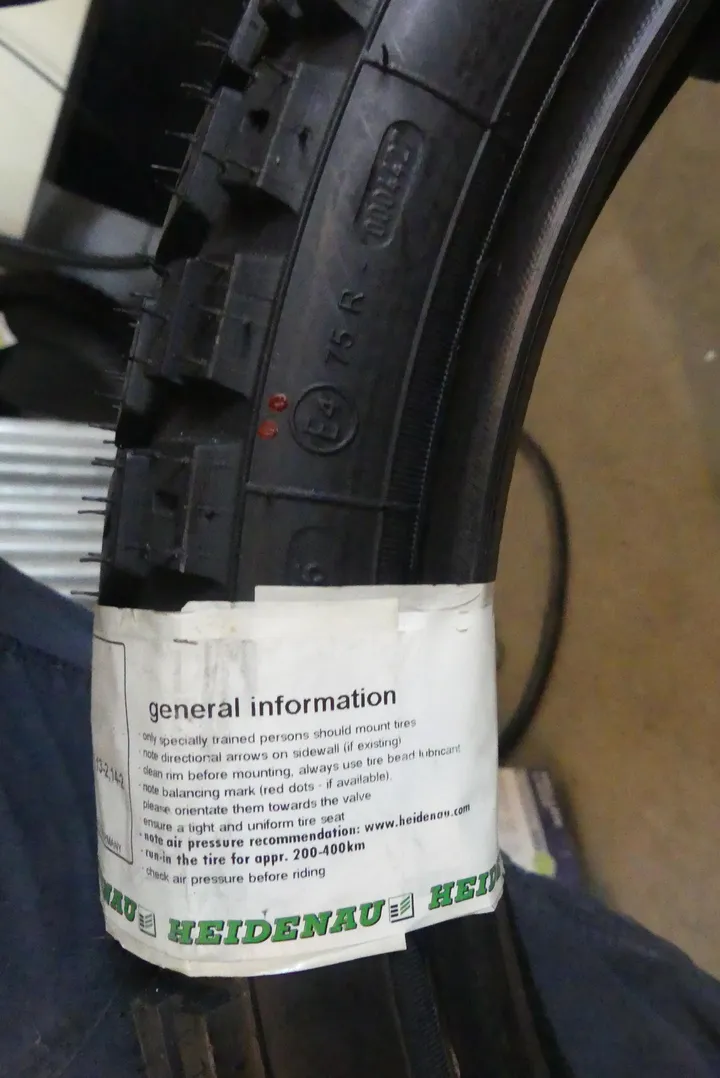 75 R -
E4
6
general information
· only specially trained persons should mount tires
· note directional arrows on sidewall (if existing)
· clean rim before mounting, always use tire bead lubricant
· note balancing mark (red dots - if available),
please orientate them towards the valve
ensure a tight and uniform tire seat
· note air pressure recommendation: www.heidenau.com
· run-in the tire for appr. 200-400km
· check air pressure before riding
HEIDENAU